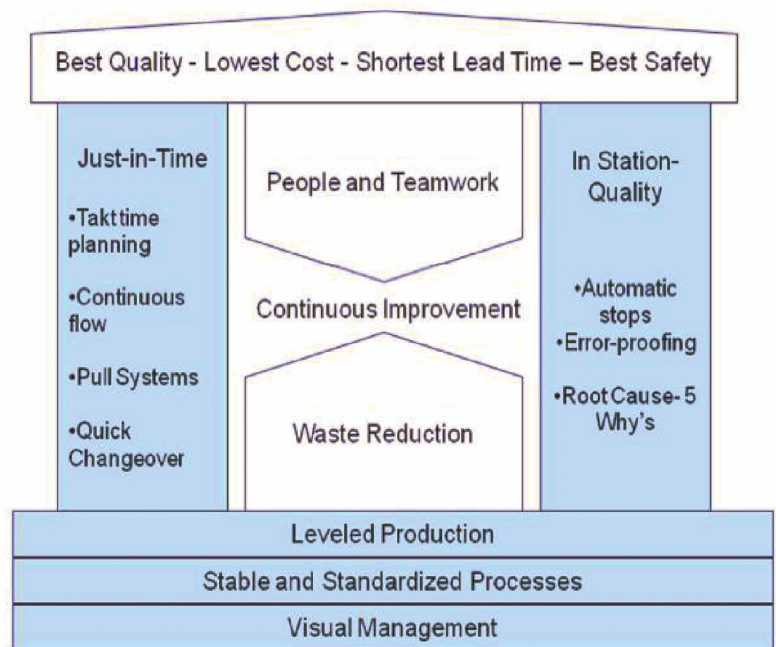 Best Quality - Lowest Cost - Shortest Lead Time – Best Safety
Just-in-Time
•Takt time
planning
•Continuous
flow
•Pull Systems
•Quick
Changeover
People and Teamwork
Continuous Improvement
Waste Reduction
In Station-
Quality
•Automatic
stops
•Error-proofing
•Root Cause- 5
Why's
Leveled Production
Stable and Standardized Processes
Visual Management